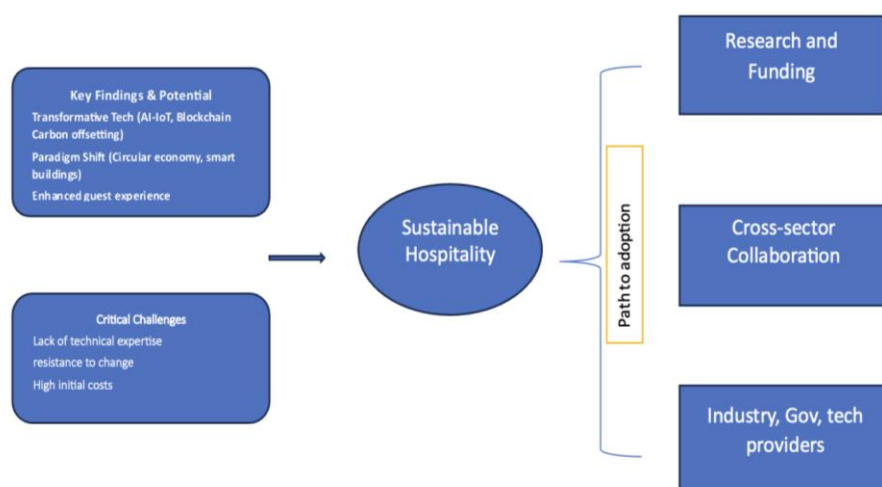 Key Findings & Potential
Transformative Tech (AI-IoT, Blockchain
Carbon offsetting)
Paradigm Shift (Circular economy, smart
buildings)
Enhanced guest experience
Critical Challenges
Lack of technical expertise
resistance to change
High initial costs
Sustainable
Hospitality
Path to adoption
Research and
Funding
Cross-sector
Collaboration
Industry, Gov, tech
providers